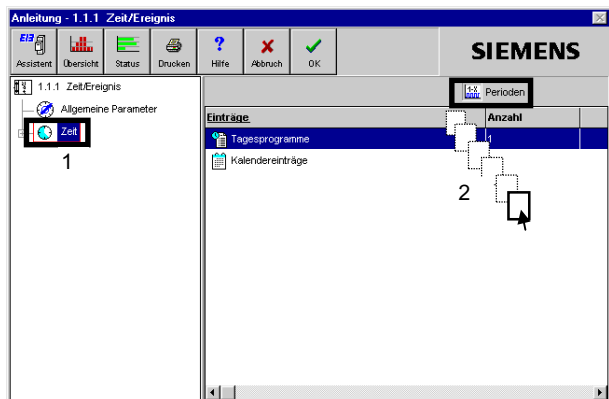 Anleitung - 1.1.1 Zeit/Ereignis
EIB
Assistent Übersicht Status Drucken Hilfe Abbruch OK
SIEMENS
1.1.1 Zeit/Ereignis
Perioden
Allgemeine Parameter
Einträge Anzahl
Zeit
Tagesprogramme 1
1
Kalendereinträge
2